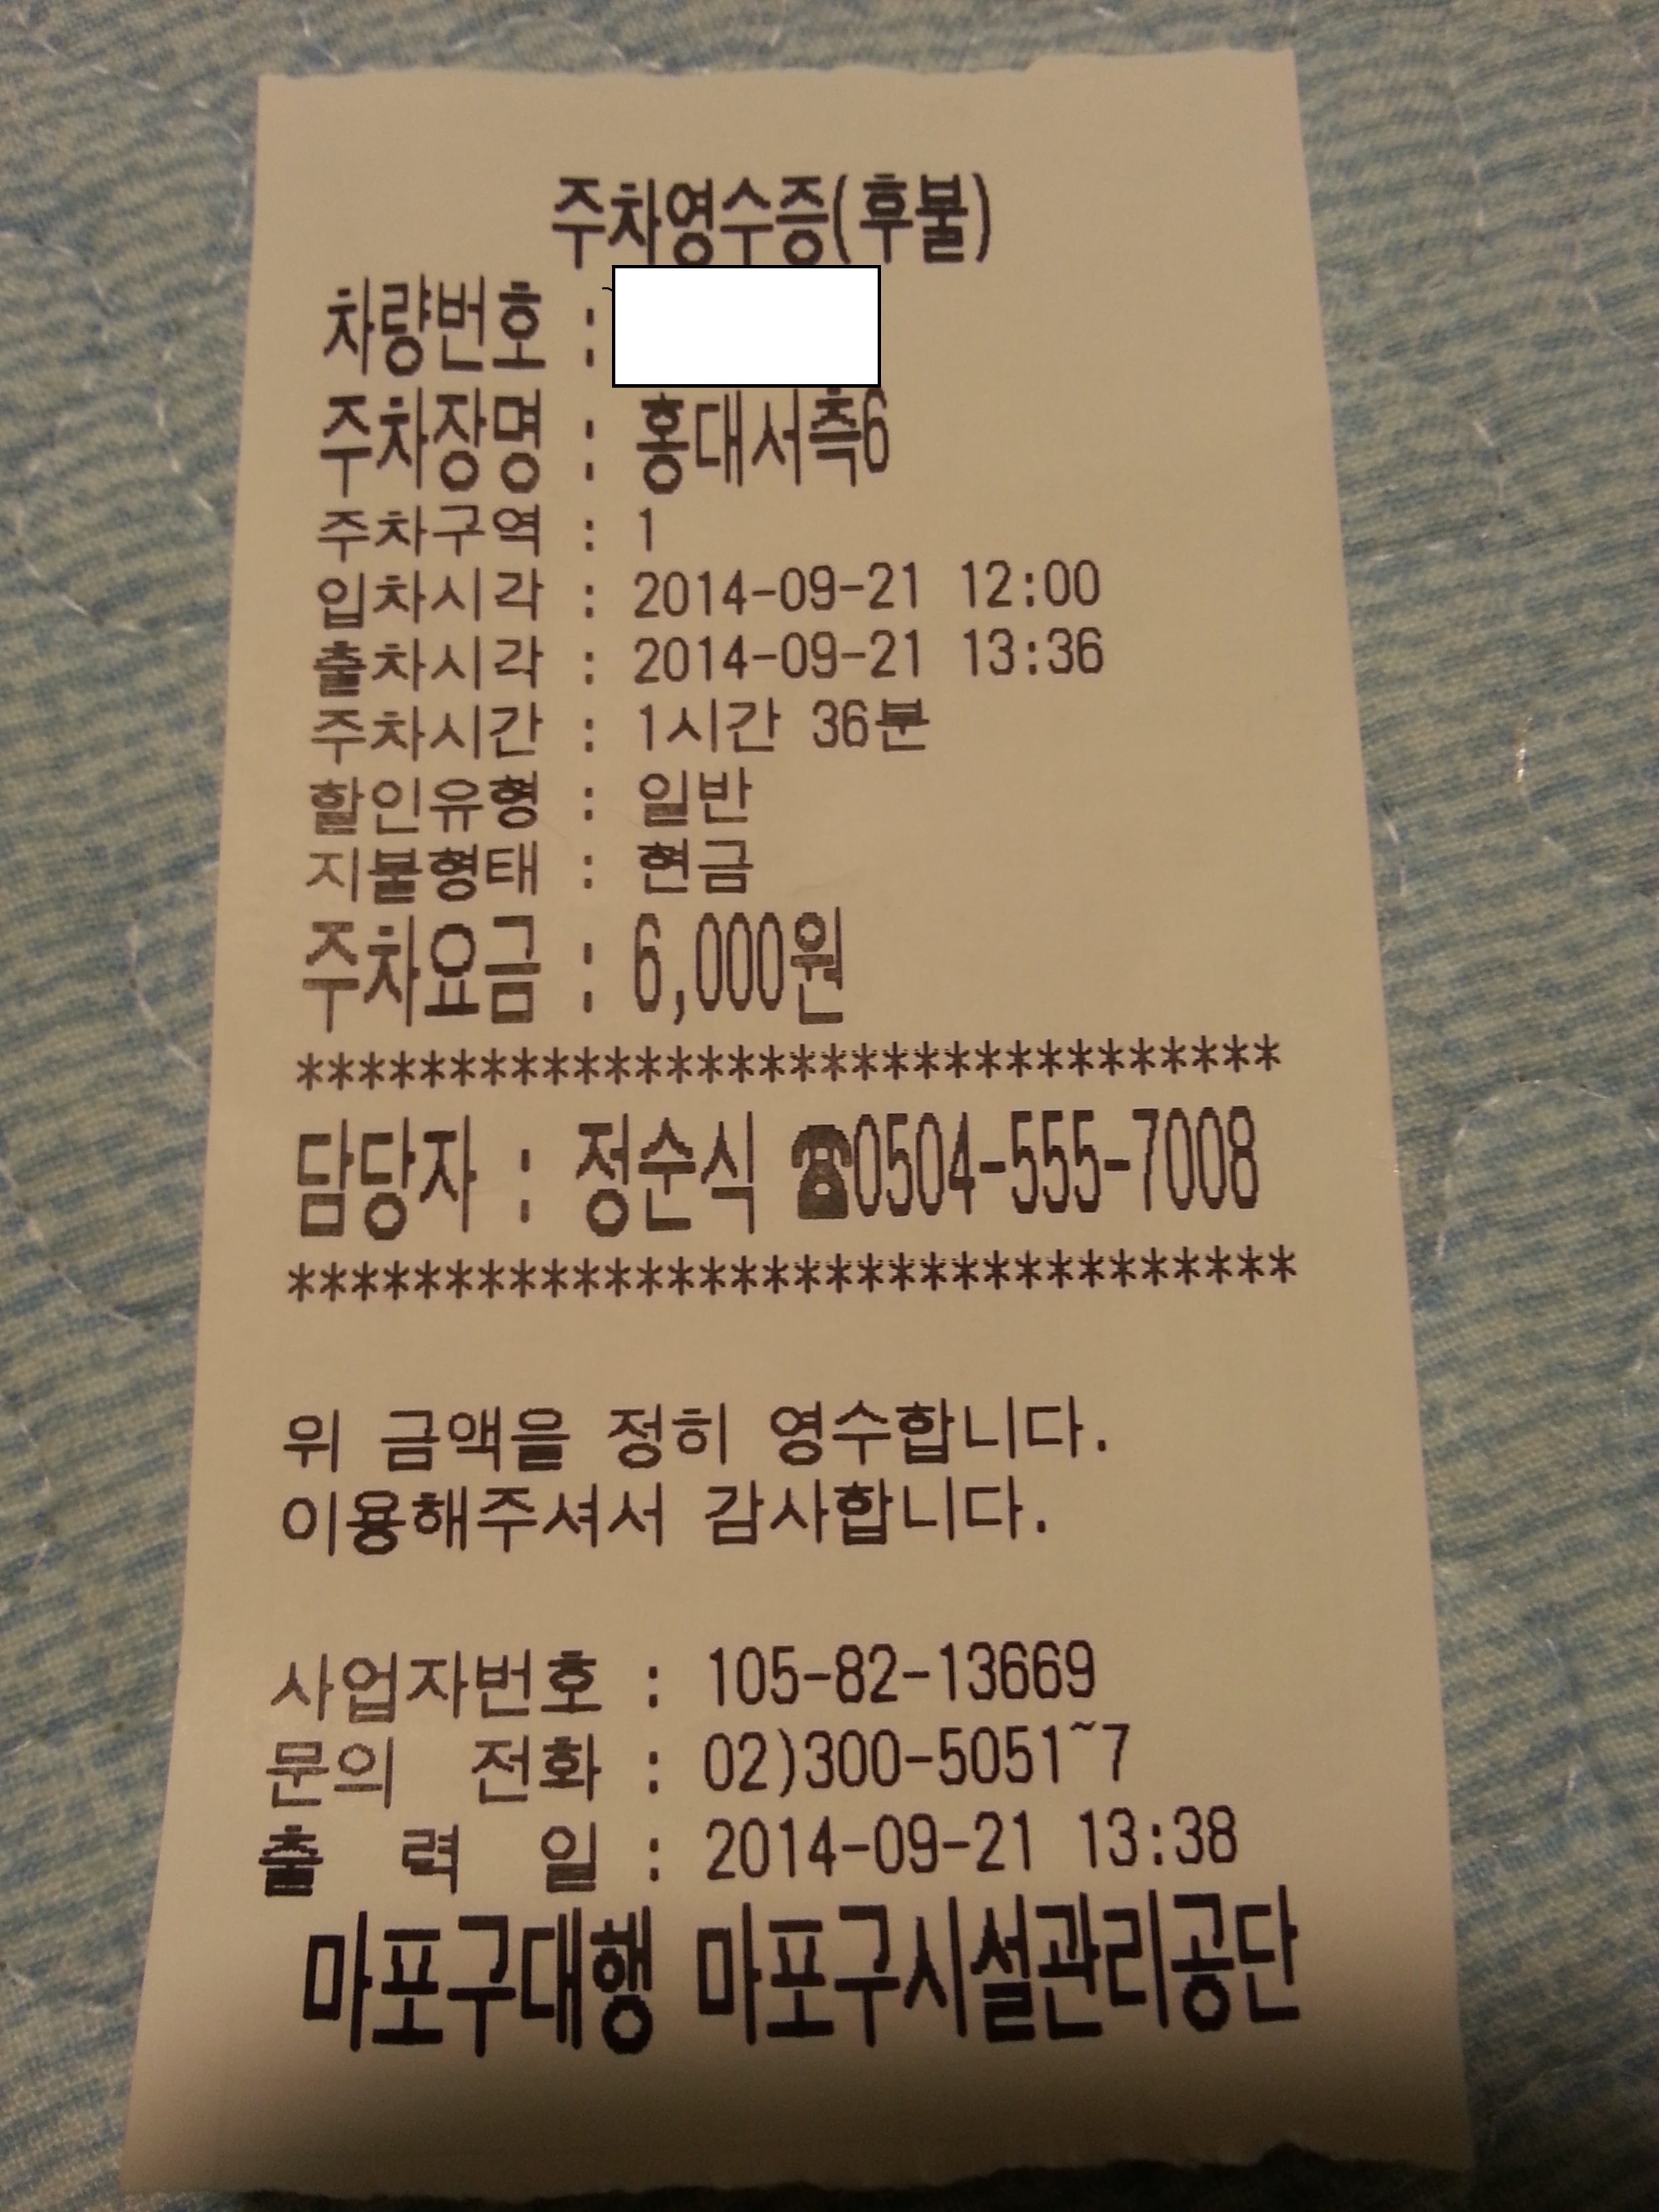 주차영수증(후불)
차량번호 :
주차장명 : 홍대서측6
주차구역 : 1
입차시각 : 2014-09-21 12:00
출차시각 : 2014-09-21 13:36
주차시간 : 1시간 36분
할인유형 : 일반
지불형태 : 현금
주차요금 : 6,000원
********************************
담당자 : 정순식 ☎0504-555-7008
********************************
위 금액을 정히 영수합니다.
이용해주셔서 감사합니다.
사업자번호 : 105-82-13669
문의 전화 : 02)300-5051~7
출 력 일 : 2014-09-21 13:38
마포구대행 마포구시설관리공단